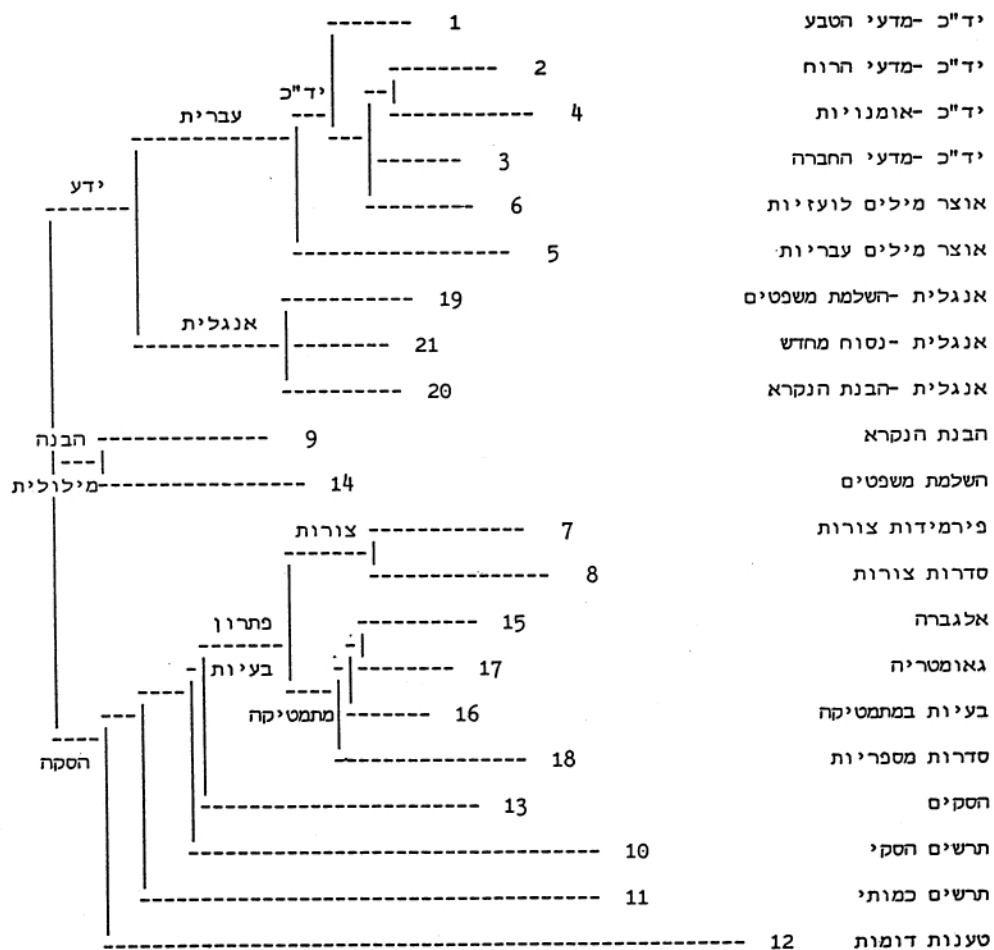 יד"כ -מדעי הטבע 1
יד"כ -מדעי הרוח 2
יד"כ
יד"כ -אומנויות 4
עברית
יד"כ -מדעי החברה 3
ידע
אוצר מילים לועזיות 6
אוצר מילים עבריות 5
אנגלית -השלמת משפטים 19
אנגלית
אנגלית -נסוח מחדש 21
אנגלית -הבנת הנקרא 20
הבנת הנקרא 9 הבנה
השלמת משפטים 14 מילולית
פירמידות צורות 7 צורות
סדרות צורות 8
אלגברה 15 פתרון
גאומטריה 17 בעיות
בעיות במתמטיקה 16 מתמטיקה
סדרות מספריות 18 הסקה
הסקים 13
תרשים הסקי 10
תרשים כמותי 11
טענות דומות 12